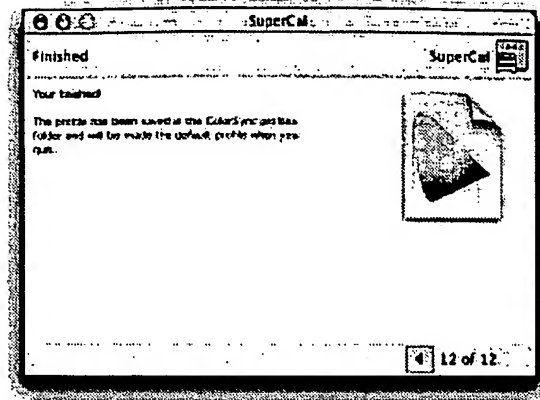 SuperCal
Finished
SuperCal
Your finished!
The profile has been saved in the ColorSync profiles
folder and will be made the default profile when you
quit.
12 of 12